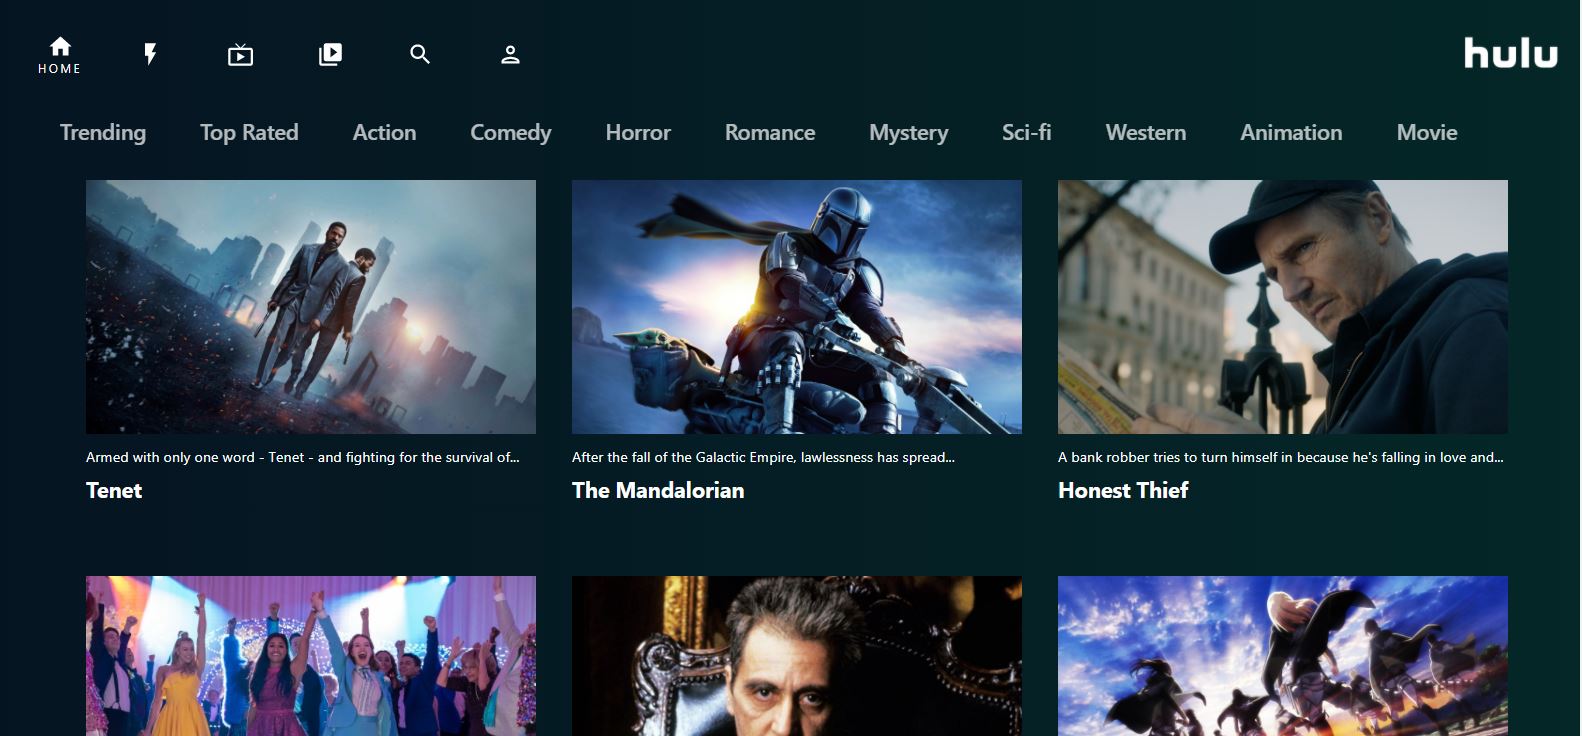 HOME
hulu
Trending Top Rated Action Comedy Horror Romance Mystery Sci-fi Western Animation Movie
Armed with only one word - Tenet - and fighting for the survival of...
Tenet
After the fall of the Galactic Empire, lawlessness has spread...
The Mandalorian
A bank robber tries to turn himself in because he's falling in love and...
Honest Thief